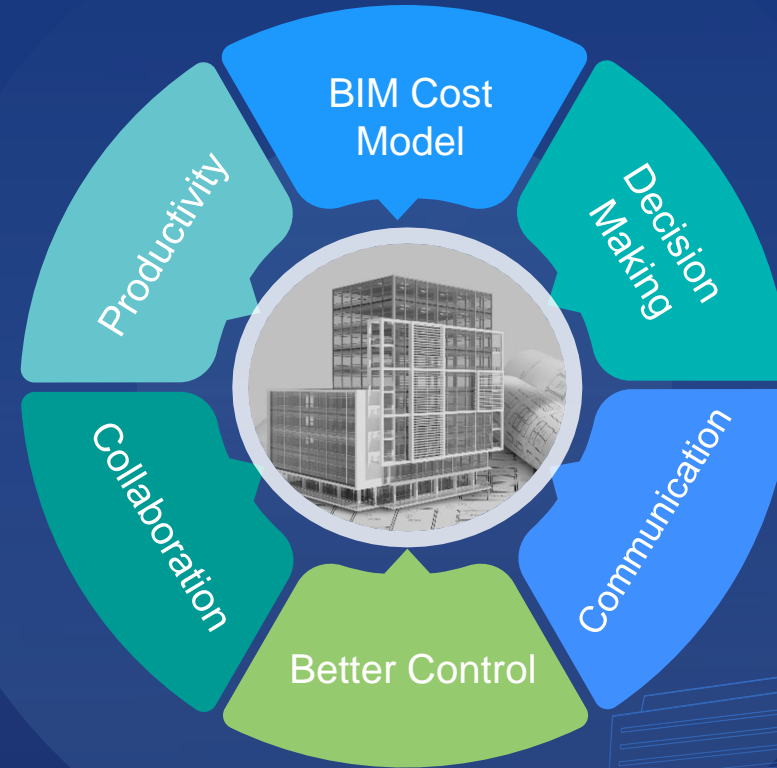 BIM Cost
Model
Decision
Making
Communication
Better Control
Collaboration
Productivity